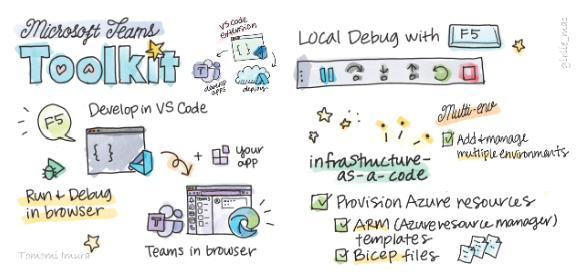 Microsoft Teams
Toolkit
VS Code
extension
{ }
develop
apps
deploy
Develop in VS Code
F5
{ }
+ your
app
Run & Debug
in browser
TEAMS
Teams in browser
Tomomi Imura
Local Debug with F5
girlie_mac
Multi-env
Add & manage
multiple environments
infrastructure-
as-a-code
Provision Azure resources
ARM (Azure resource manager)
templates
Bicep files